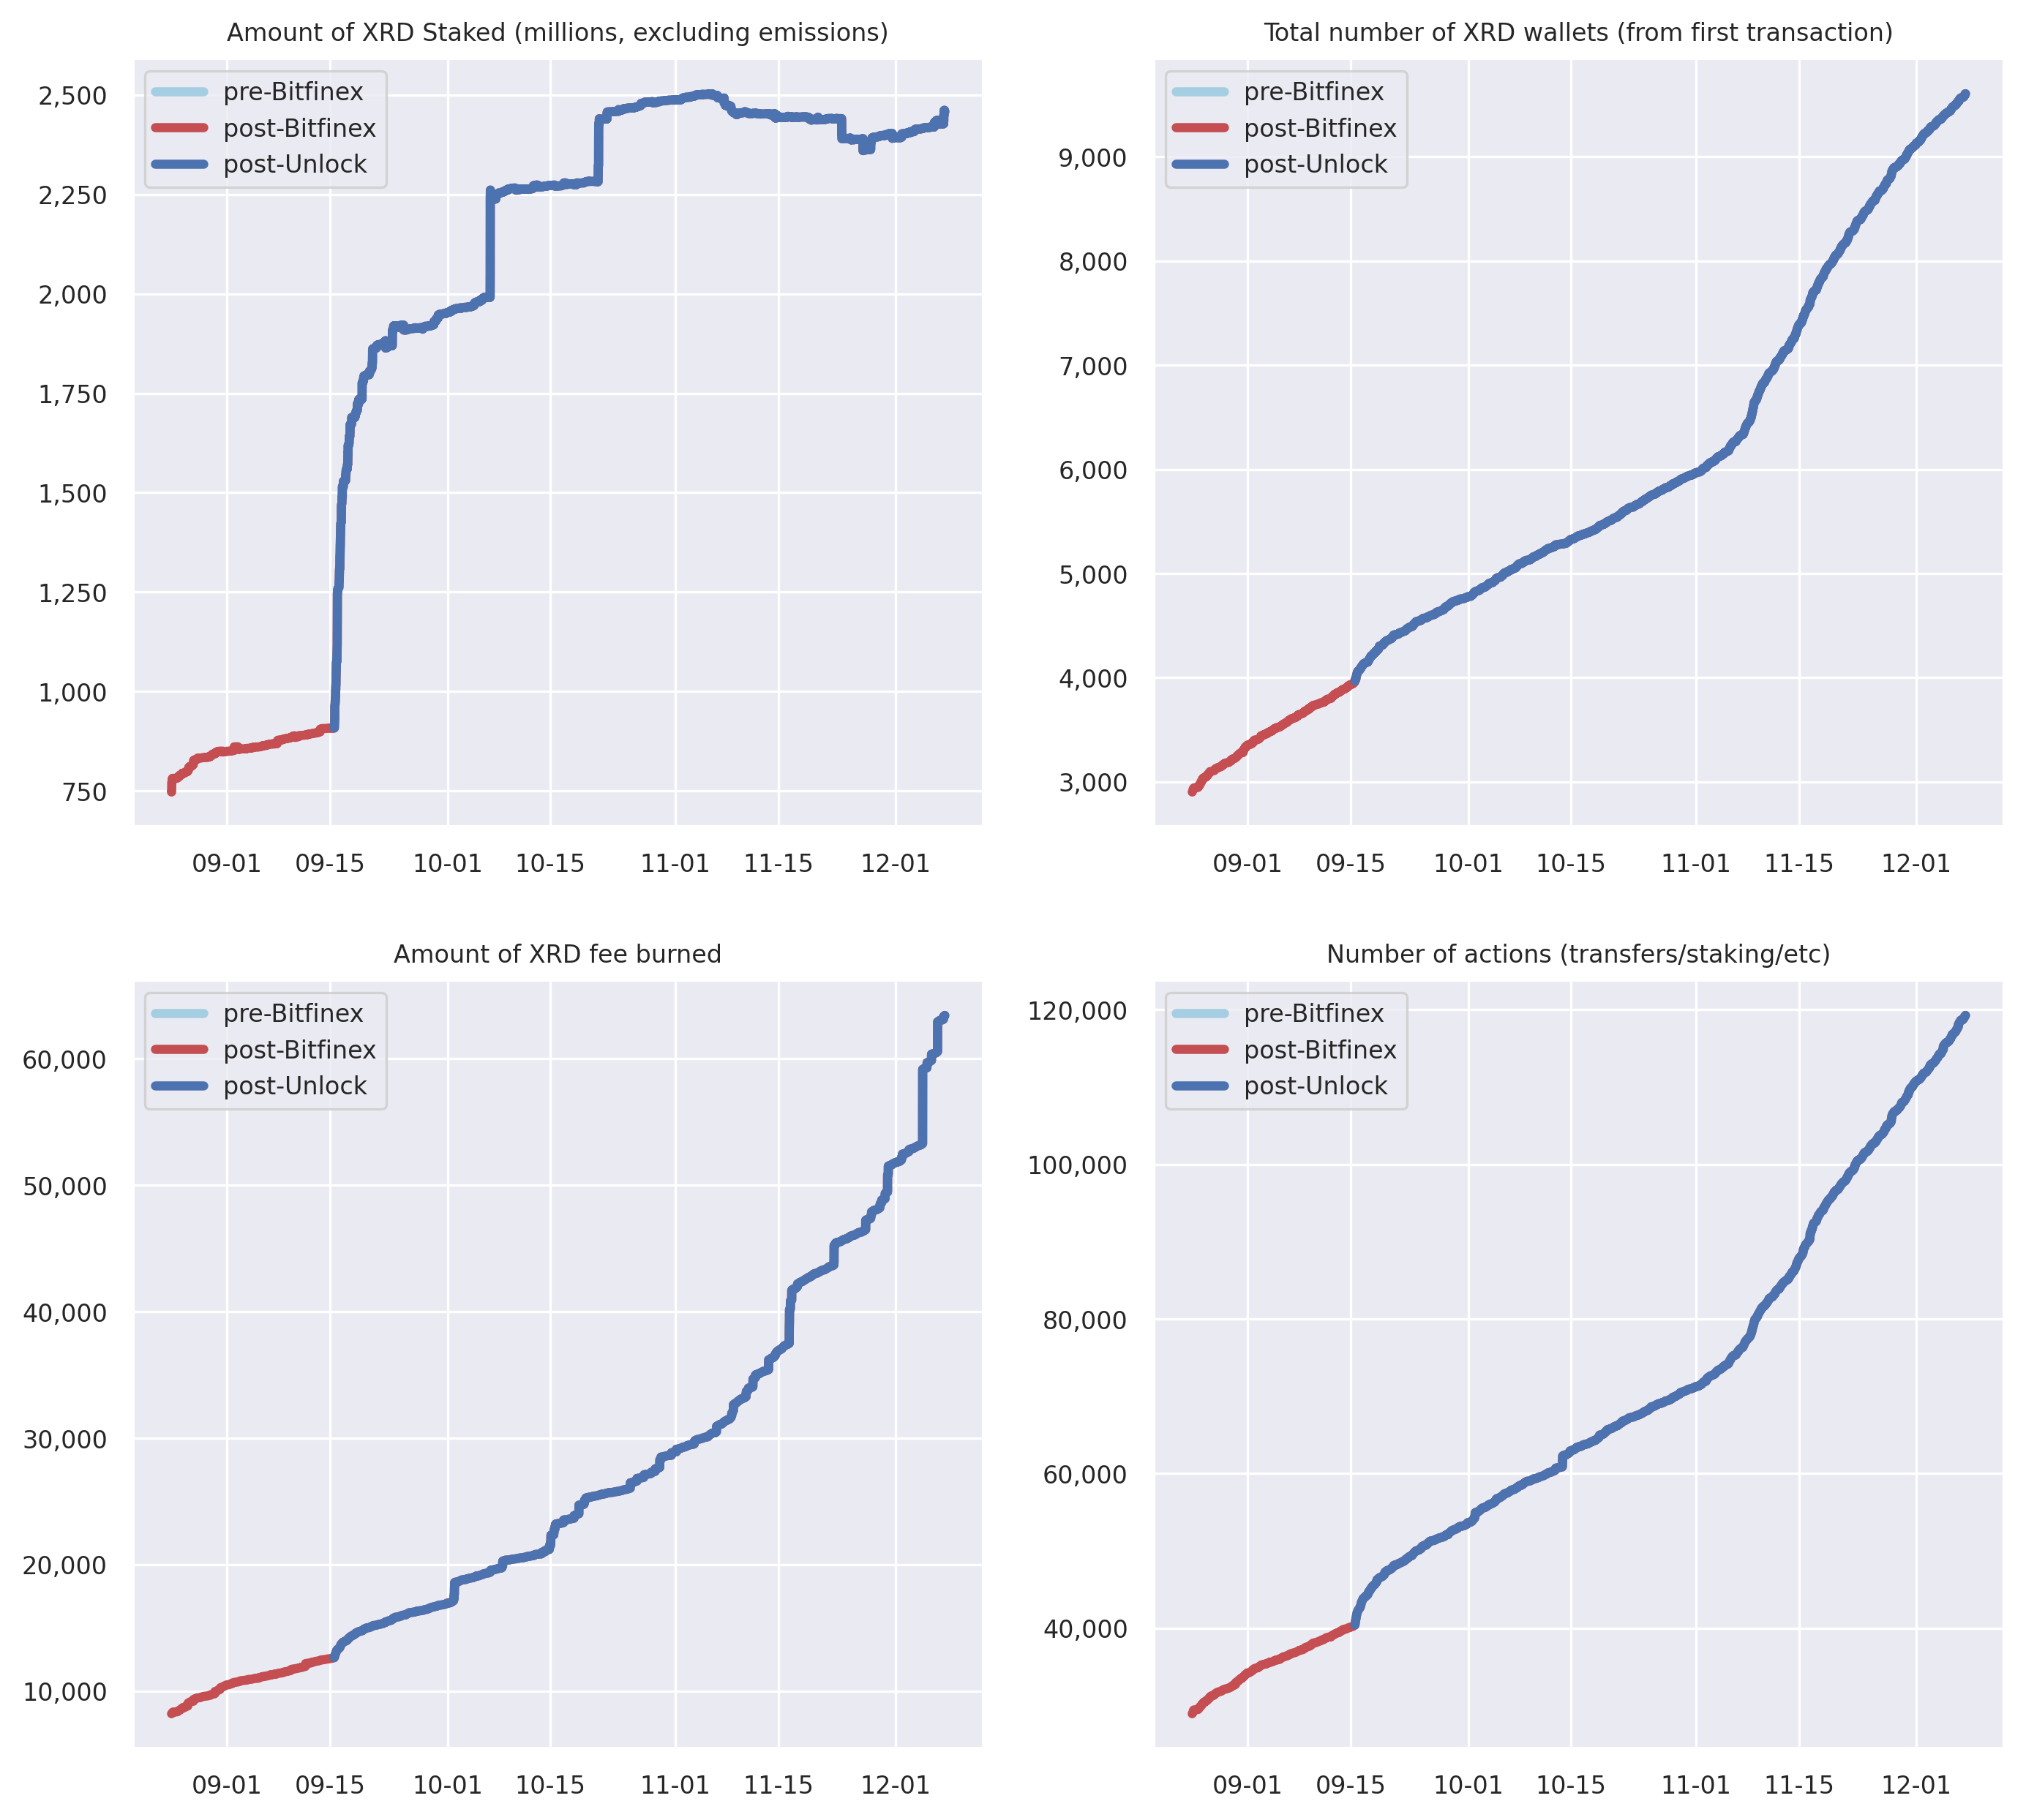 Amount of XRD Staked (millions, excluding emissions)
pre-Bitfinex
post-Bitfinex
post-Unlock
2,500
2,250
2,000
1,750
1,500
1,250
1,000
750
09-01 09-15 10-01 10-15 11-01 11-15 12-01
Total number of XRD wallets (from first transaction)
pre-Bitfinex
post-Bitfinex
post-Unlock
9,000
8,000
7,000
6,000
5,000
4,000
3,000
09-01 09-15 10-01 10-15 11-01 11-15 12-01
Amount of XRD fee burned
pre-Bitfinex
post-Bitfinex
post-Unlock
60,000
50,000
40,000
30,000
20,000
10,000
09-01 09-15 10-01 10-15 11-01 11-15 12-01
Number of actions (transfers/staking/etc)
pre-Bitfinex
post-Bitfinex
post-Unlock
120,000
100,000
80,000
60,000
40,000
09-01 09-15 10-01 10-15 11-01 11-15 12-01